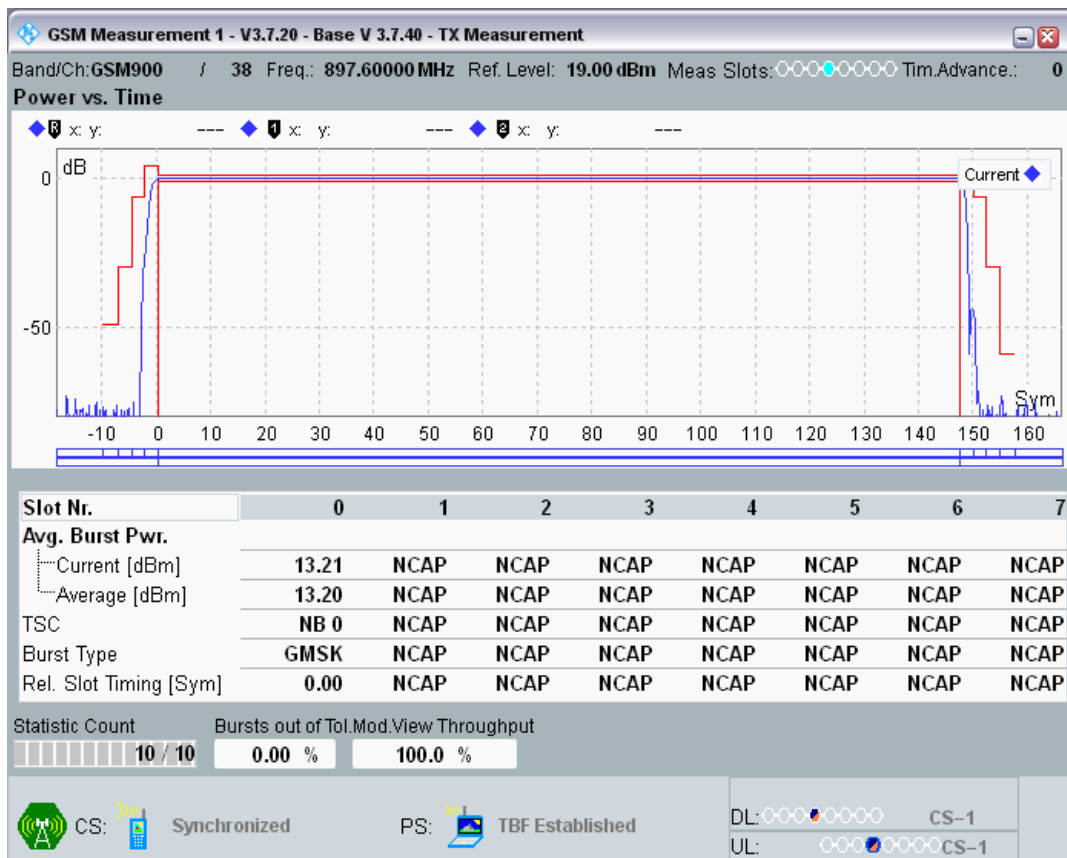 GSM Measurement 1 - V3.7.20 - Base V 3.7.40 - TX Measurement
Band/Ch:GSM900 / 38 Freq.: 897.60000 MHz Ref. Level: 19.00 dBm Meas Slots: Tim.Advance.: 0
Power vs. Time
R x: y: --- 1 x: y: --- 2 x: y: ---
dB
Current
0
-50
Sym
-10 0 10 20 30 40 50 60 70 80 90 100 110 120 130 140 150 160
Slot Nr. 0 1 2 3 4 5 6 7
Avg. Burst Pwr.
Current [dBm] 13.21 NCAP NCAP NCAP NCAP NCAP NCAP NCAP
Average [dBm] 13.20 NCAP NCAP NCAP NCAP NCAP NCAP NCAP
TSC NB 0 NCAP NCAP NCAP NCAP NCAP NCAP NCAP
Burst Type GMSK NCAP NCAP NCAP NCAP NCAP NCAP NCAP
Rel. Slot Timing [Sym] 0.00 NCAP NCAP NCAP NCAP NCAP NCAP NCAP
Statistic Count Bursts out of Tol. Mod.View Throughput
10 / 10 0.00 % 100.0 %
CS: Synchronized PS: TBF Established
DL: CS-1
UL: CS-1